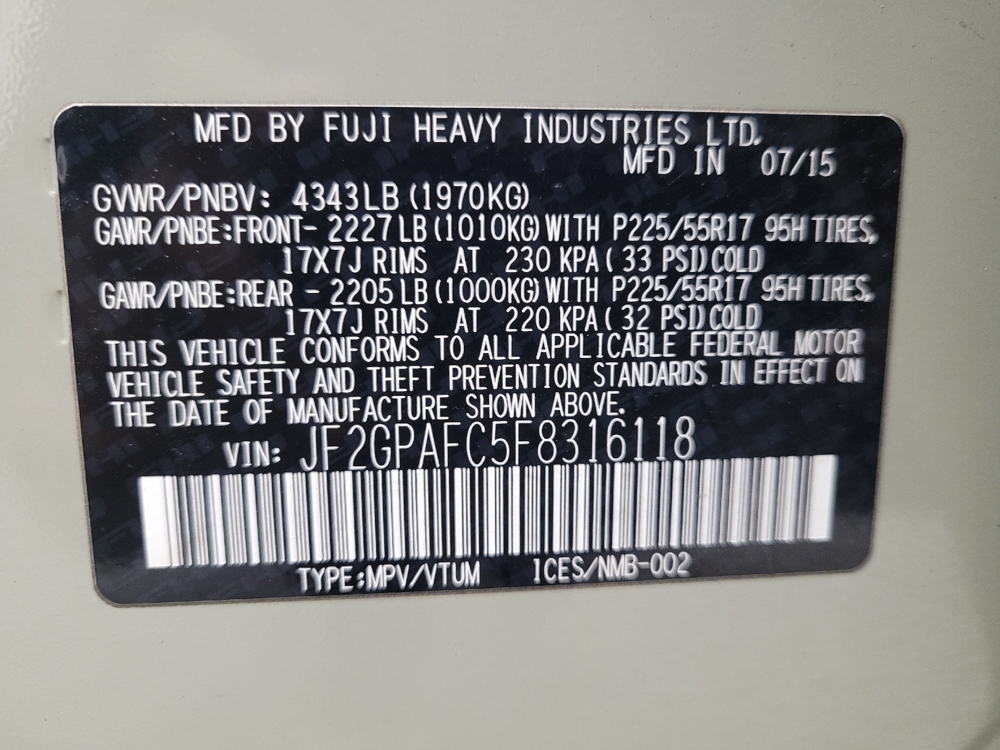 MFD BY FUJI HEAVY INDUSTRIES LTD.
MFD IN 07/15
GVWR/PNBV: 4343LB (1970KG)
GAWR/PNBE:FRONT- 2227LB(1010KG)WITH P225/55R17 95H TIRES,
17X7J RIMS AT 230 KPA( 33 PSI)COLD
GAWR/PNBE:REAR - 2205LB(1000KG)WITH P225/55R17 95H TIRES,
17X7J RIMS AT 220 KPA( 32 PSI)COLD
THIS VEHICLE CONFORMS TO ALL APPLICABLE FEDERAL MOTOR
VEHICLE SAFETY AND THEFT PREVENTION STANDARDS IN EFFECT ON
THE DATE OF MANUFACTURE SHOWN ABOVE.
VIN: JF2GPAFC5F8316118
TYPE:MPV/VTUM ICES/NMB-002